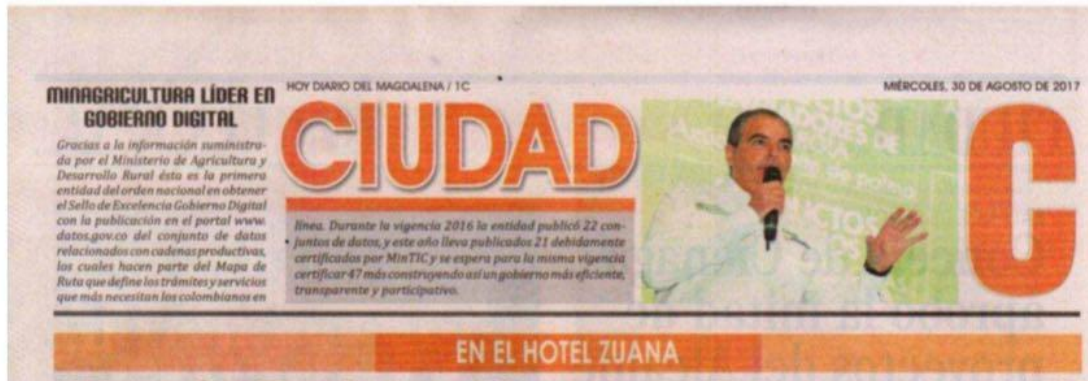 HOY DIARIO DEL MAGDALENA / 1C
MIÉRCOLES, 30 DE AGOSTO DE 2017
MINAGRICULTURA LÍDER EN
GOBIERNO DIGITAL
Gracias a la información suministra-
da por el Ministerio de Agricultura y
Desarrollo Rural ésta es la primera
entidad del orden nacional en obtener
el Sello de Excelencia Gobierno Digital
con la publicación en el portal www.
datos.gov.co del conjunto de datos
relacionados con cadenas productivas,
los cuales hacen parte del Mapa de
Ruta que define los trámites y servicios
que más necesitan los colombianos en
CIUDAD
línea. Durante la vigencia 2016 la entidad publicó 22 con-
juntos de datos, y este año lleva publicados 21 debidamente
certificados por MinTIC y se espera para la misma vigencia
certificar 47 más construyendo así un gobierno más eficiente,
transparente y participativo.
C
EN EL HOTEL ZUANA